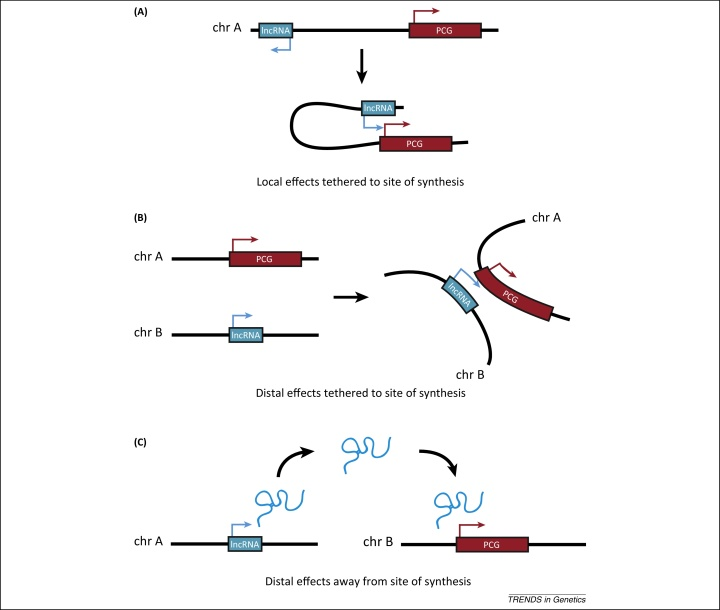 (A)
chr A
lncRNA
PCG
lncRNA
PCG
Local effects tethered to site of synthesis
(B)
chr A
PCG
chr B
lncRNA
chr A
lncRNA
PCG
chr B
Distal effects tethered to site of synthesis
(C)
chr A
lncRNA
chr B
PCG
Distal effects away from site of synthesis
TRENDS in Genetics